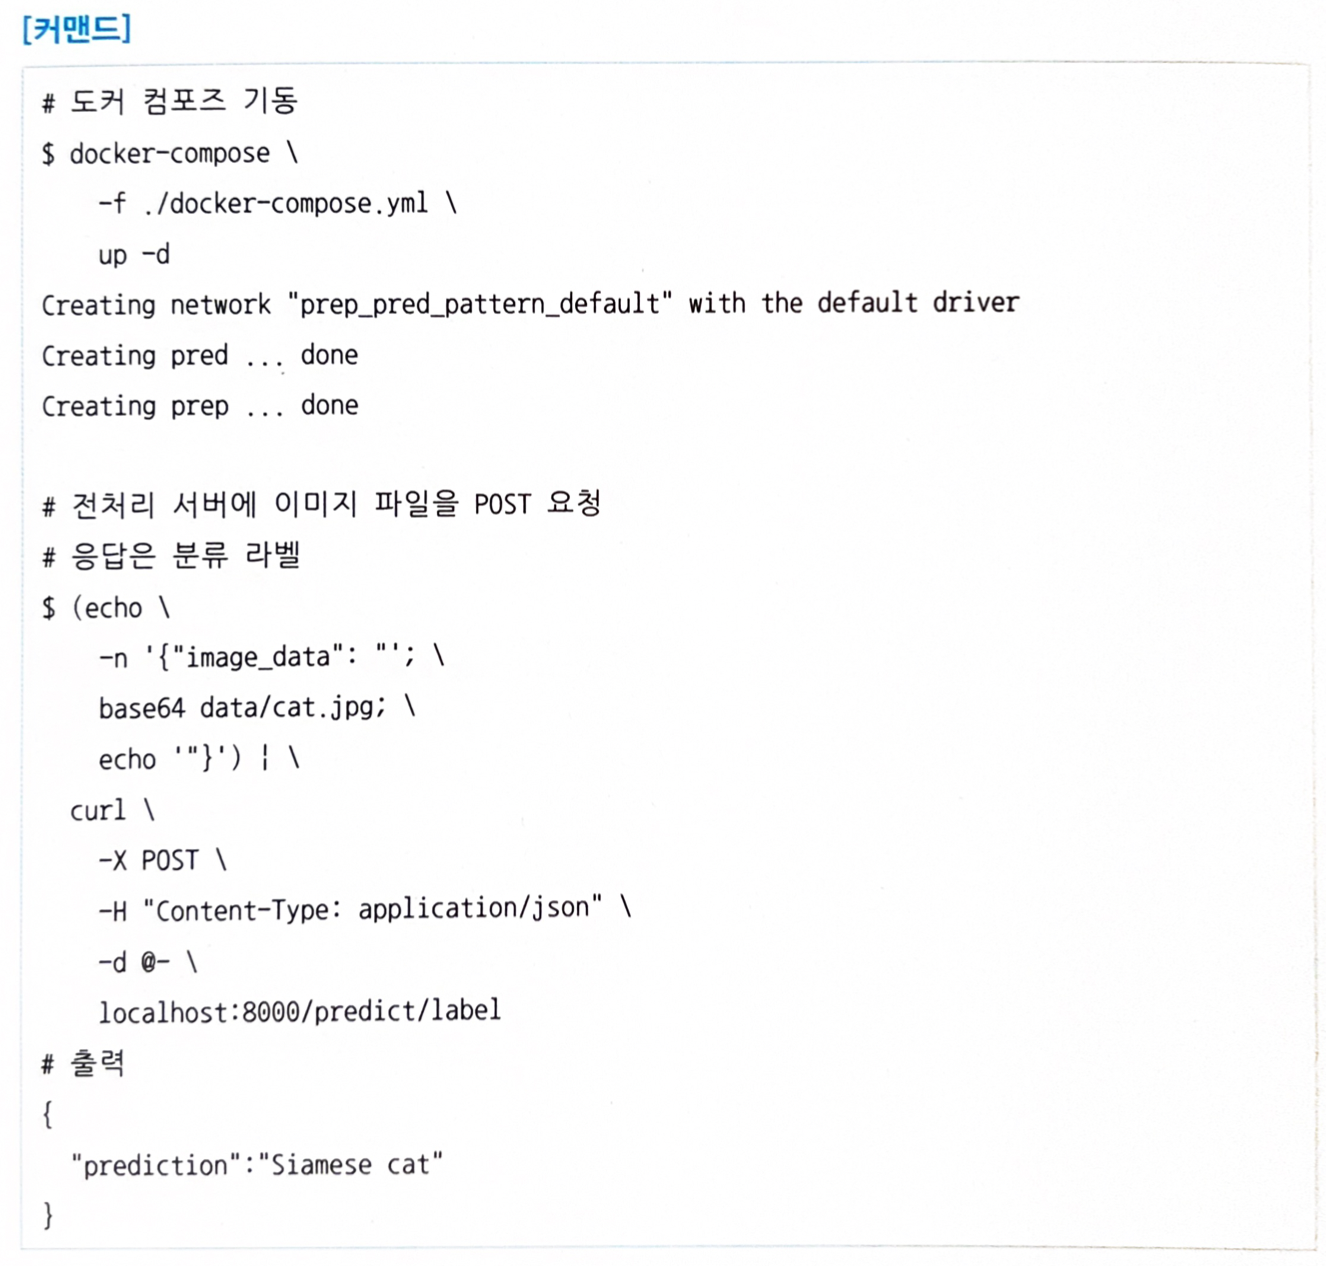 [커맨드]
# 도커 컴포즈 기동
$ docker-compose \
    -f ./docker-compose.yml \
    up -d
Creating network "prep_pred_pattern_default" with the default driver
Creating pred ... done
Creating prep ... done

# 전처리 서버에 이미지 파일을 POST 요청
# 응답은 분류 라벨
$ (echo \
    -n '{"image_data": "'; \
    base64 data/cat.jpg; \
    echo '"}') | \
  curl \
    -X POST \
    -H "Content-Type: application/json" \
    -d @- \
    localhost:8000/predict/label
# 출력
{
  "prediction":"Siamese cat"
}